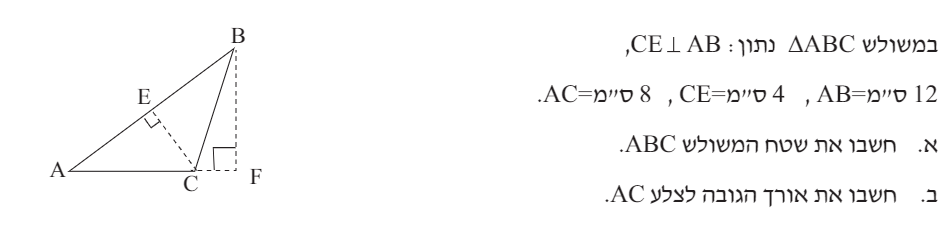 במשולש ΔABC נתון: CE⊥AB,
12 ס״מ=AB, 4 ס״מ=CE, 8 ס״מ=AC.
א. חשבו את שטח המשולש ABC.
ב. חשבו את אורך הגובה לצלע AC.
B
E
A
C
F